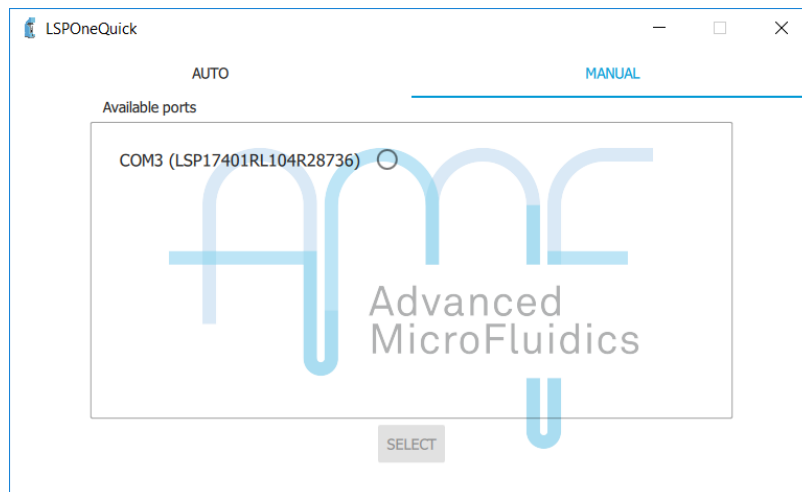 LSPOneQuick
AUTO MANUAL
Available ports
COM3 (LSP17401RL104R28736)
Advanced
MicroFluidics
SELECT